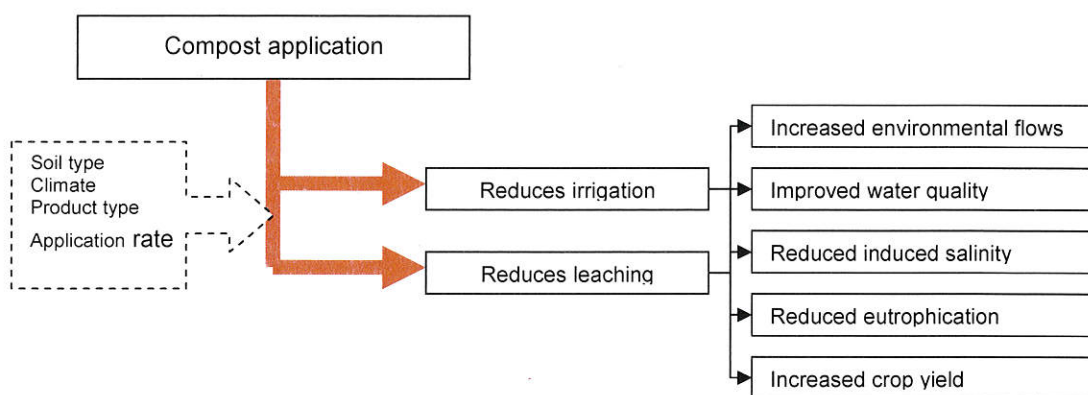 Compost application
Soil type
Climate
Product type
Application rate
Reduces irrigation
Reduces leaching
Increased environmental flows
Improved water quality
Reduced induced salinity
Reduced eutrophication
Increased crop yield